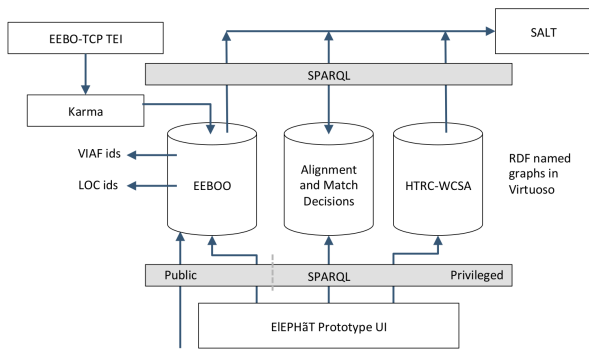 EEBO-TCP TEI
SALT
SPARQL
Karma
VIAF ids
LOC ids
EEBOO
Alignment
and Match
Decisions
HTRC-WCSA
RDF named
graphs in
Virtuoso
Public
SPARQL
Privileged
ElEPHãT Prototype UI